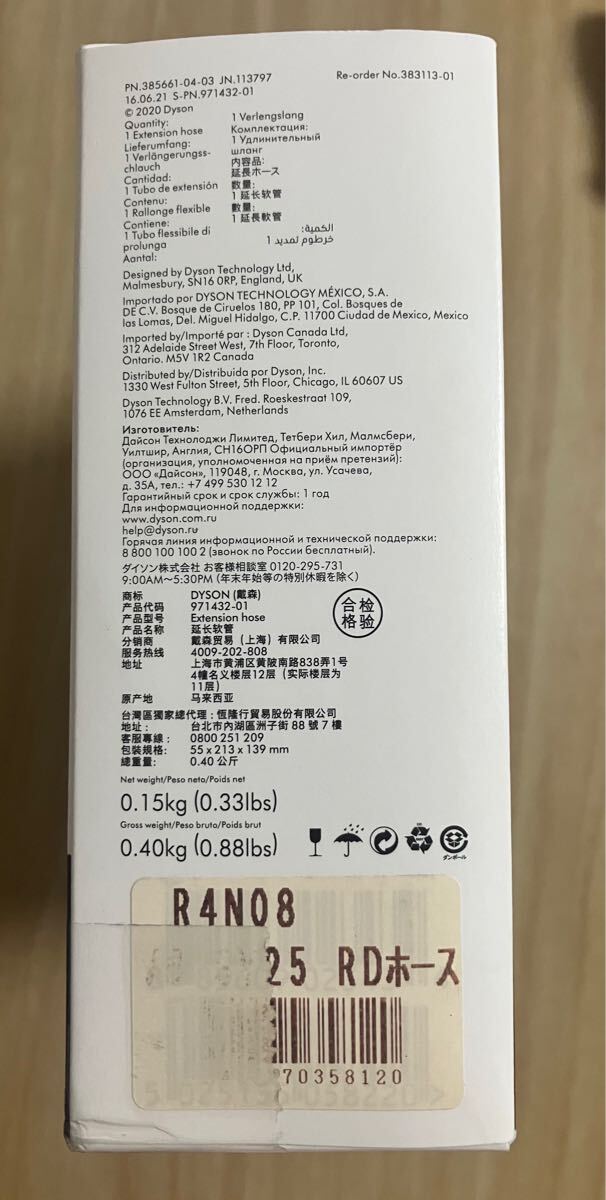 PN.385661-04-03 JN.113797
Re-order No.383113-01
16.06.21 S-PN.971432-01
© 2020 Dyson
Quantity:
1 Extension hose
Lieferumfang:
1 Verlängerungss-
chlauch
Cantidad:
1 Tubo de extensión
Contenu:
1 Rallonge flexible
Contiene:
1 Tubo flessibile di
prolunga
Aantal:
1 Verlengslang
Комплектация:
1 Удлинительный
шланг
内容品:
延長ホース
数量:
1 延长软管
數量:
1 延長軟管
الكمية:
1 خرطوم تمديد
Designed by Dyson Technology Ltd,
Malmesbury, SN16 0RP, England, UK
Importado por DYSON TECHNOLOGY MÉXICO, S.A.
DE C.V. Bosque de Ciruelos 180, PP 101, Col. Bosques de
las Lomas, Del. Miguel Hidalgo, C.P. 11700 Ciudad de Mexico, Mexico
Imported by/Importé par : Dyson Canada Ltd,
312 Adelaide Street West, 7th Floor, Toronto,
Ontario. M5V 1R2 Canada
Distributed by/Distribuida por Dyson, Inc.
1330 West Fulton Street, 5th Floor, Chicago, IL 60607 US
Dyson Technology B.V. Fred. Roeskestraat 109,
1076 EE Amsterdam, Netherlands
Изготовитель:
Дайсон Технолоджи Лимитед, Тетбери Хил, Малмсбери,
Уилтшир, Англия, СН16ОРП Официальный импортёр
(организация, уполномоченная на приём претензий):
ООО «Дайсон», 119048, г. Москва, ул. Усачева,
д. 35А, тел.: +7 499 530 12 12
Гарантийный срок и срок службы: 1 год
Для информационной поддержки:
www.dyson.com.ru
help@dyson.ru
Горячая линия информационной и технической поддержки:
8 800 100 100 2 (звонок по России бесплатный).
ダイソン株式会社 お客様相談室 0120-295-731
9:00AM～5:30PM (年末年始等の特別休暇を除く)
商标 DYSON (戴森)
产品代码 971432-01
产品型号 Extension hose
产品名称 延长软管
分销商 戴森贸易（上海）有限公司
服务热线 4009-202-808
地址 上海市黄浦区黄陂南路838弄1号
4幢名义楼层12层（实际楼层为
11层）
原产地 马来西亚
合格
检验
台灣區獨家總代理：恆隆行貿易股份有限公司
地址： 台北市內湖區洲子街 88 號 7 樓
客服專線： 0800 251 209
包裝規格: 55 x 213 x 139 mm
總重量: 0.40 公斤
Net weight/Peso neto/Poids net
0.15kg (0.33lbs)
Gross weight/Peso bruto/Poids brut
0.40kg (0.88lbs)
ダンボール
R4N08
25 RDホース
70358120